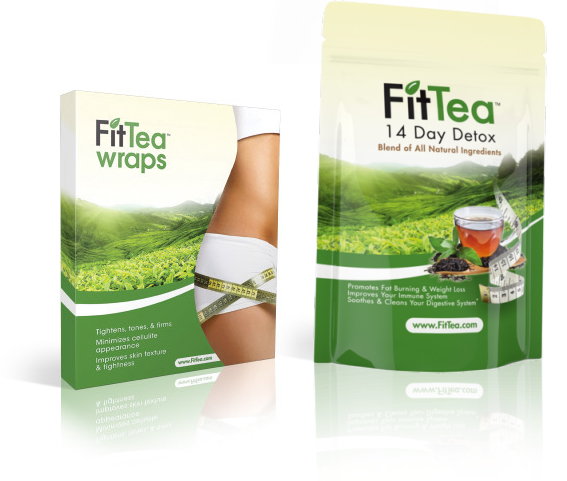 FitTea™
wraps
Tightens, tones, & firms
Minimizes cellulite
appearance
Improves skin texture
& tightness
www.FitTea.com
FitTea™
14 Day Detox
Blend of All Natural Ingredients
Promotes Fat Burning & Weight Loss
Improves Your Immune System
Soothes & Cleans Your Digestive System*
www.FitTea.com